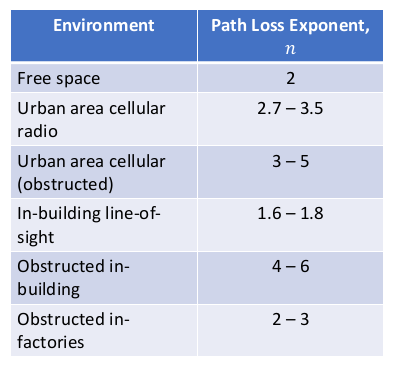 Environment
Path Loss Exponent,
n
Free space
2
Urban area cellular
radio
2.7 – 3.5
Urban area cellular
(obstructed)
3 – 5
In-building line-of-
sight
1.6 – 1.8
Obstructed in-
building
4 – 6
Obstructed in-
factories
2 – 3